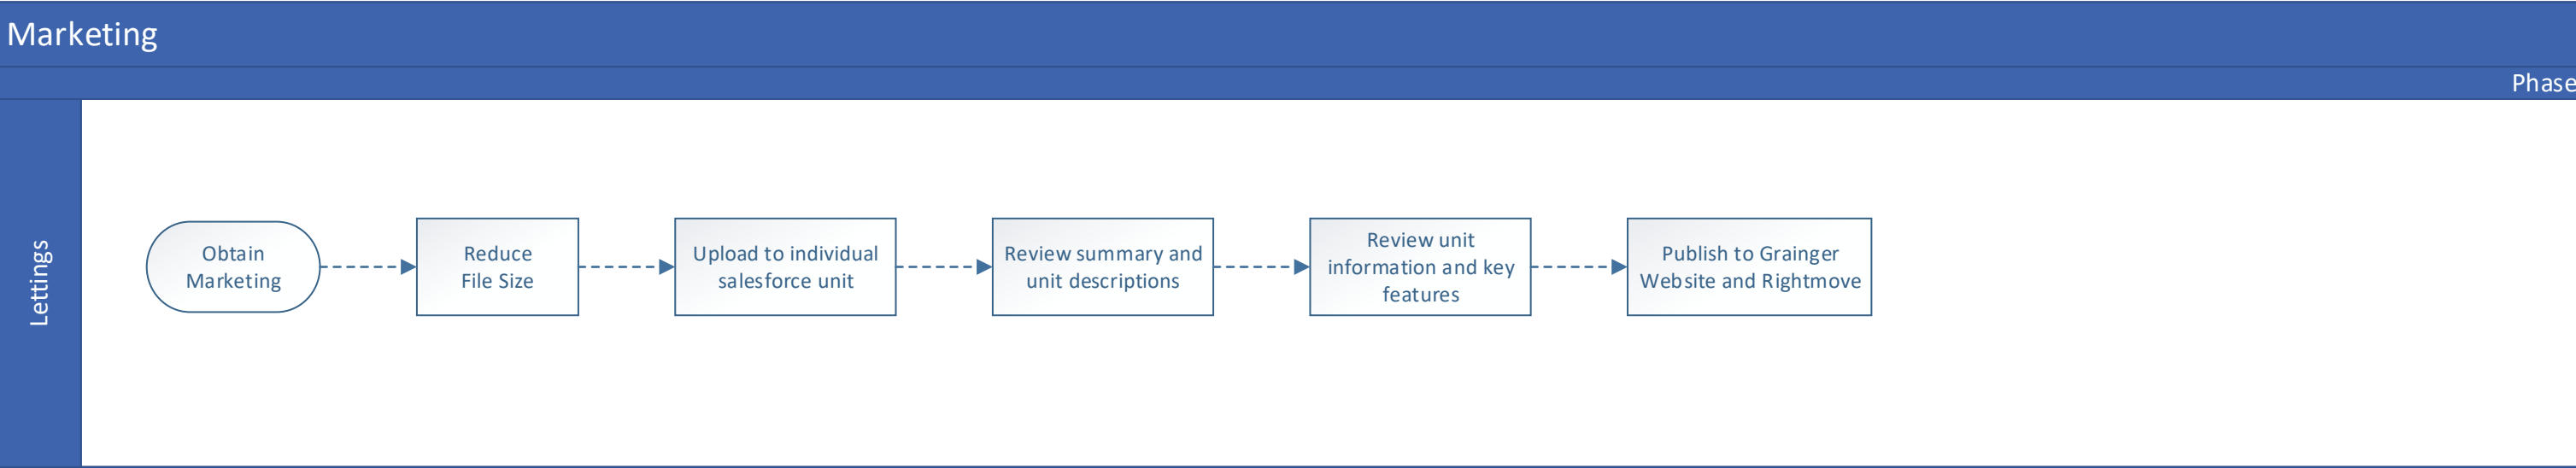 Marketing
Phase
Lettings
Obtain
Marketing
Reduce
File Size
Upload to individual
salesforce unit
Review summary and
unit descriptions
Review unit
information and key
features
Publish to Grainger
Website and Rightmove